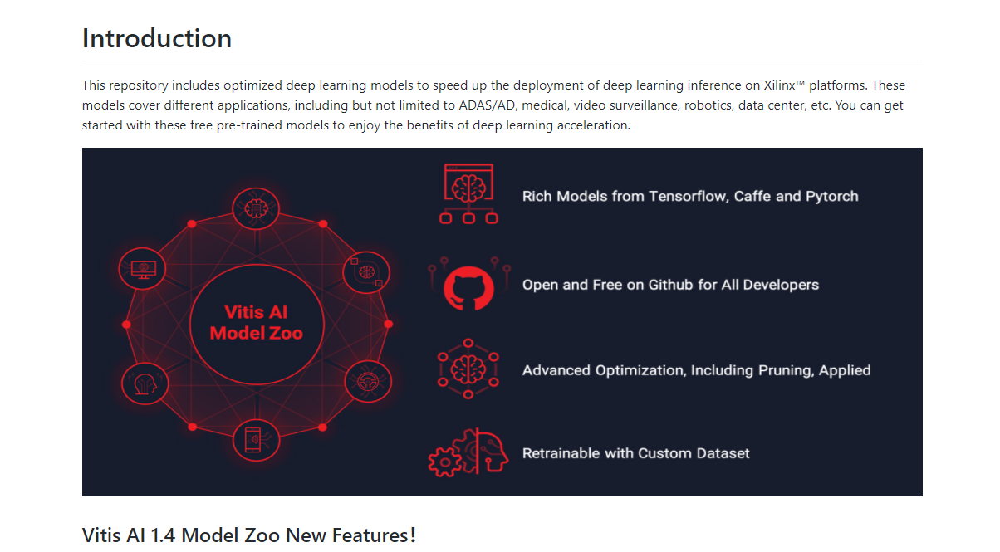 Introduction
This repository includes optimized deep learning models to speed up the deployment of deep learning inference on Xilinx™ platforms. These
models cover different applications, including but not limited to ADAS/AD, medical, video surveillance, robotics, data center, etc. You can get
started with these free pre-trained models to enjoy the benefits of deep learning acceleration.
Vitis AI
Model Zoo
Rich Models from Tensorflow, Caffe and Pytorch
Open and Free on Github for All Developers
Advanced Optimization, Including Pruning, Applied
Retrainable with Custom Dataset
Vitis AI 1.4 Model Zoo New Features!